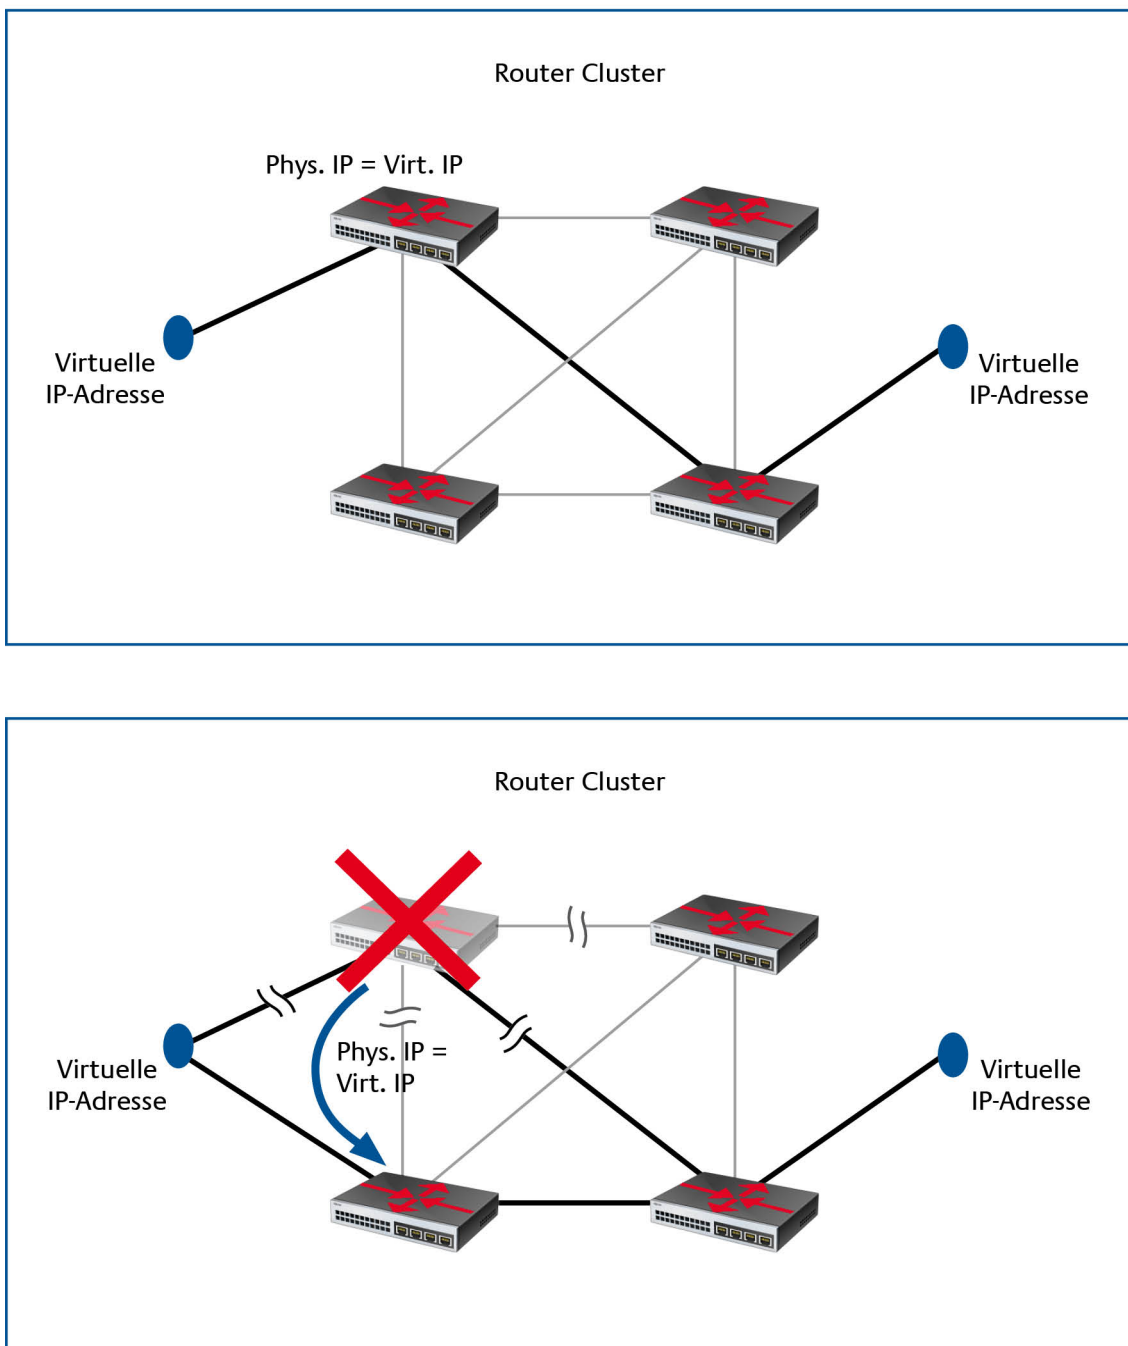 Router Cluster
Phys. IP = Virt. IP
Virtuelle
IP-Adresse
Virtuelle
IP-Adresse
Router Cluster
Phys. IP =
Virt. IP
Virtuelle
IP-Adresse
Virtuelle
IP-Adresse